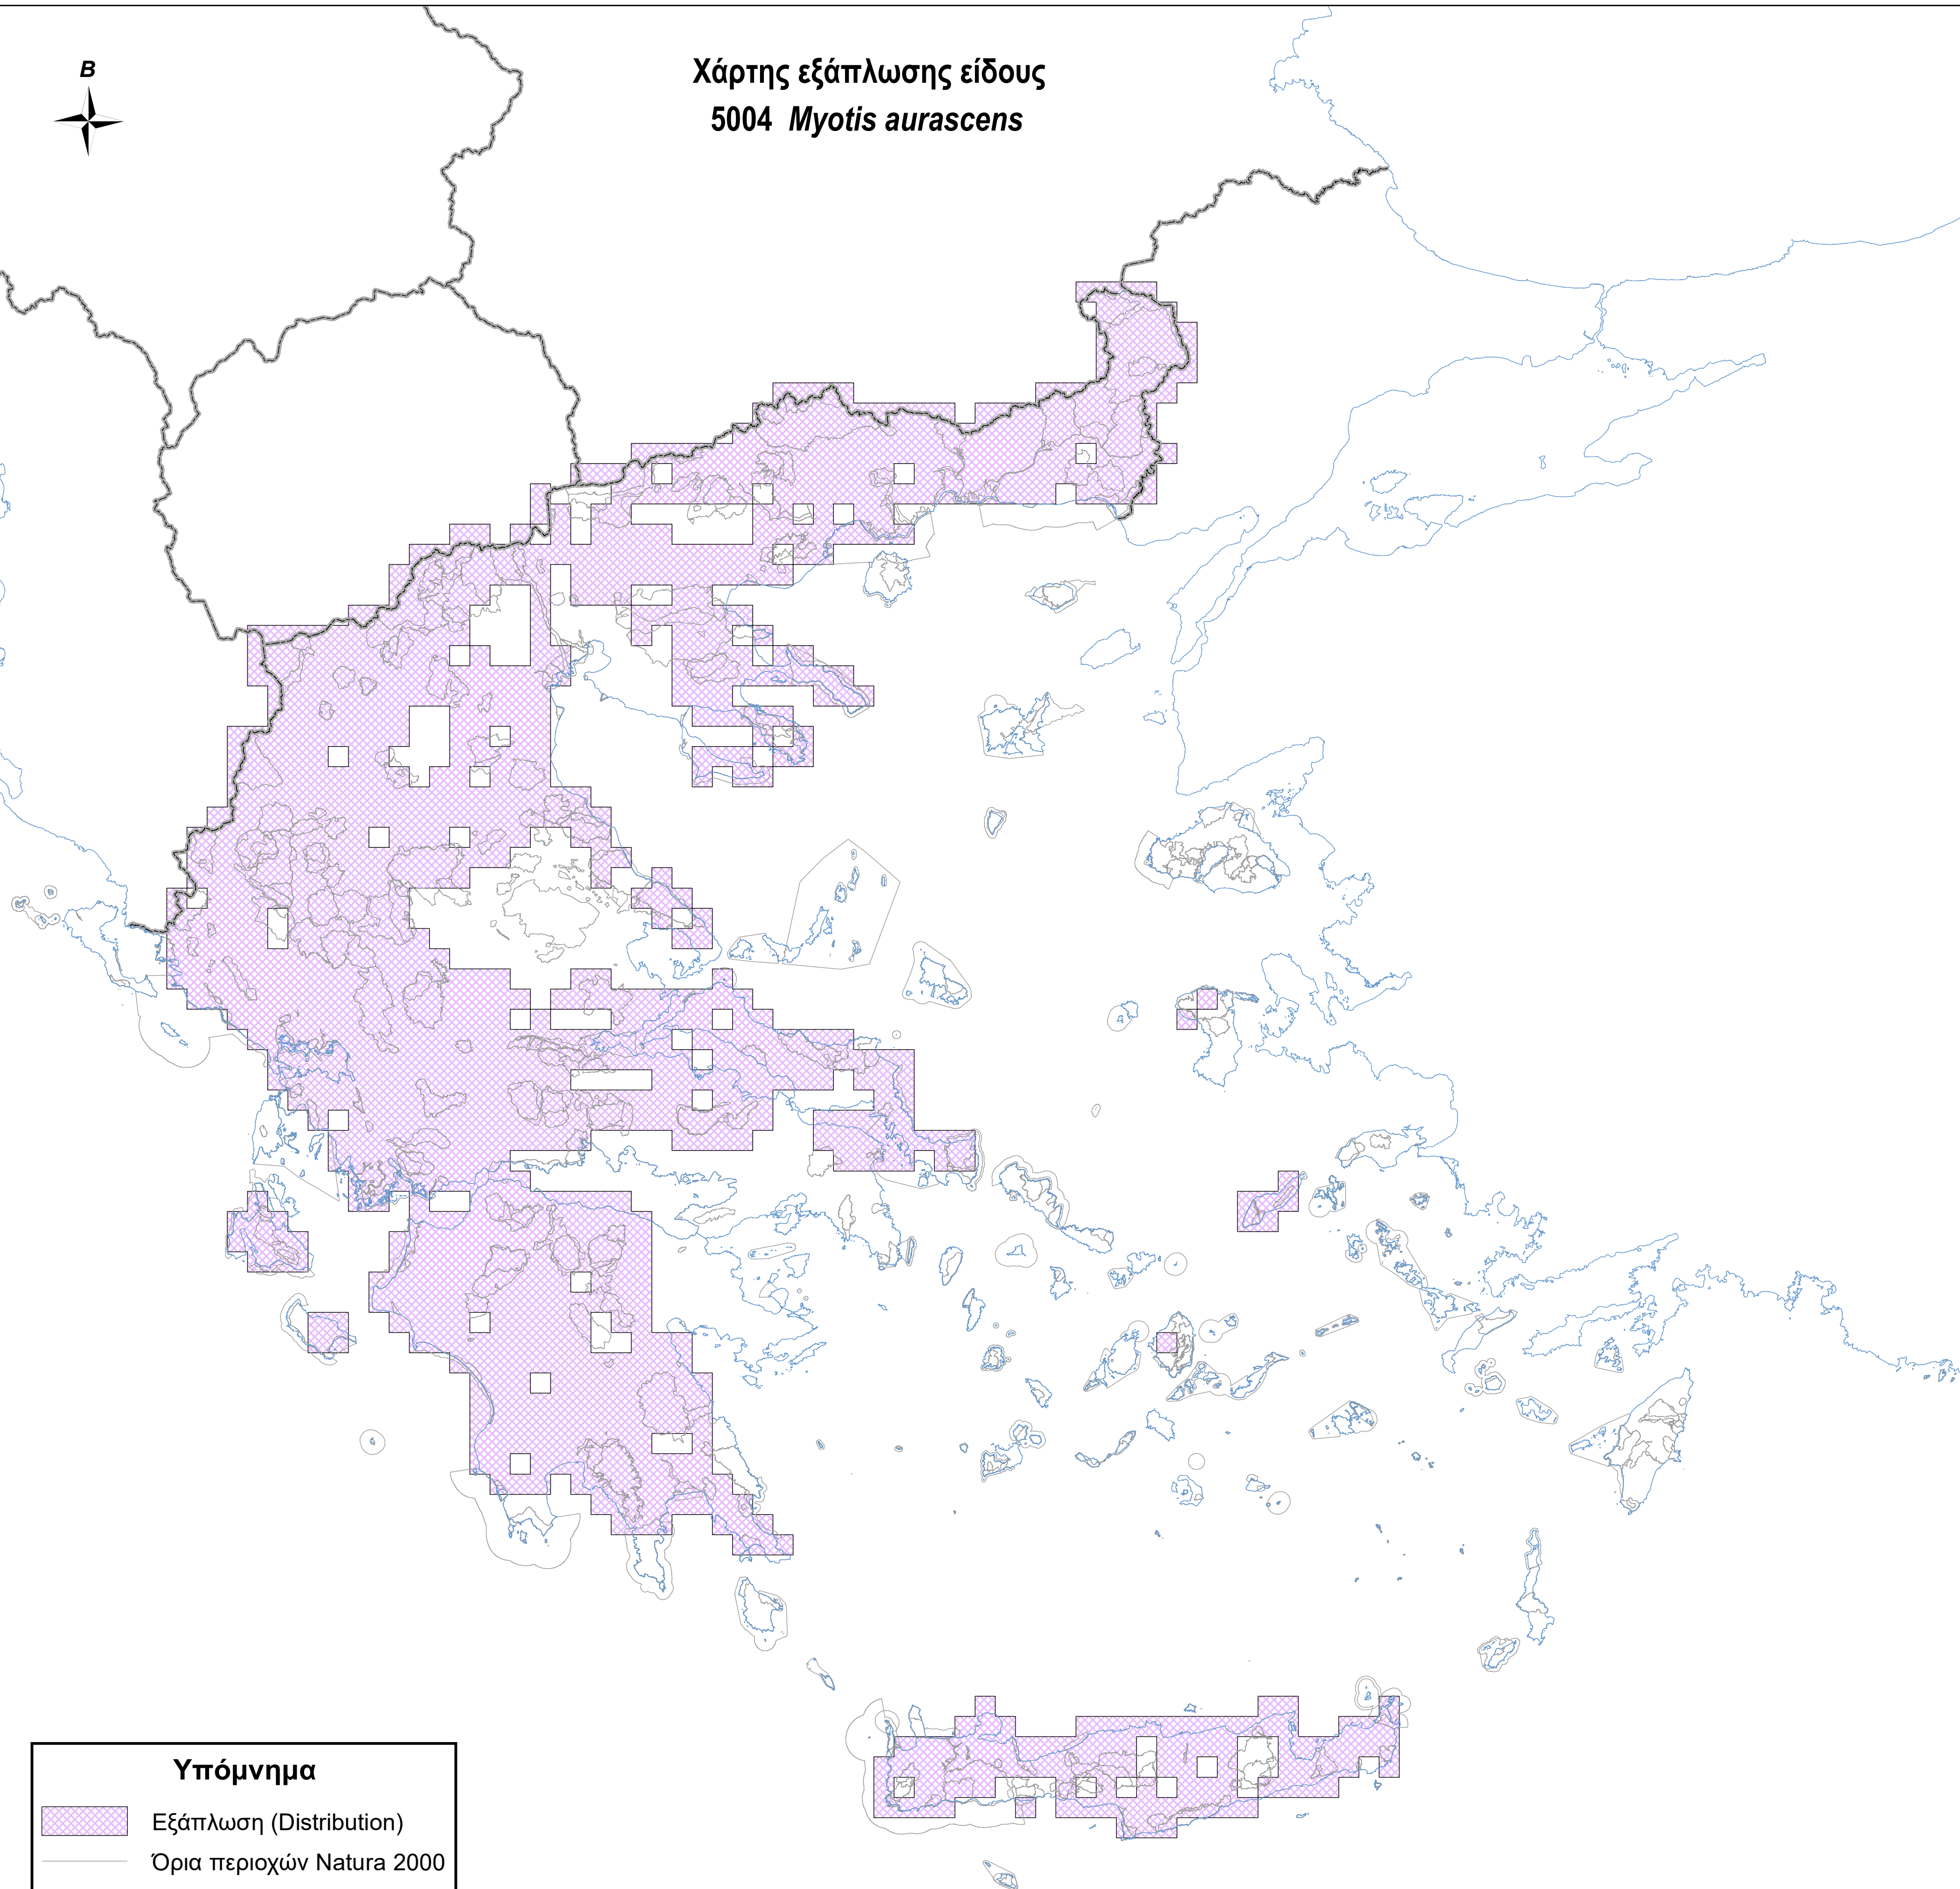 Β
Χάρτης εξάπλωσης είδους
5004 Myotis aurascens
Υπόμνημα
Εξάπλωση (Distribution)
Όρια περιοχών Natura 2000